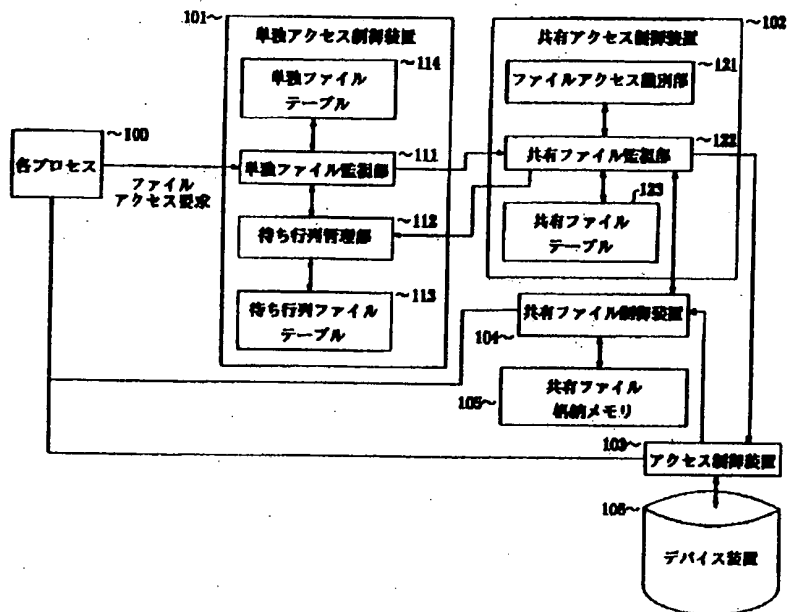 101~
単独アクセス制御装置
~114
単独ファイル
テーブル
~100
各プロセス
ファイル
アクセス要求
単独ファイル監視部
~111
~112
待ち行列管理部
~113
待ち行列ファイル
テーブル
~102
共有アクセス制御装置
~121
ファイルアクセス識別部
~122
共有ファイル監視部
123
共有ファイル
テーブル
共有ファイル制御装置
104~
105~
共有ファイル
格納メモリ
103~
アクセス制御装置
106~
デバイス装置